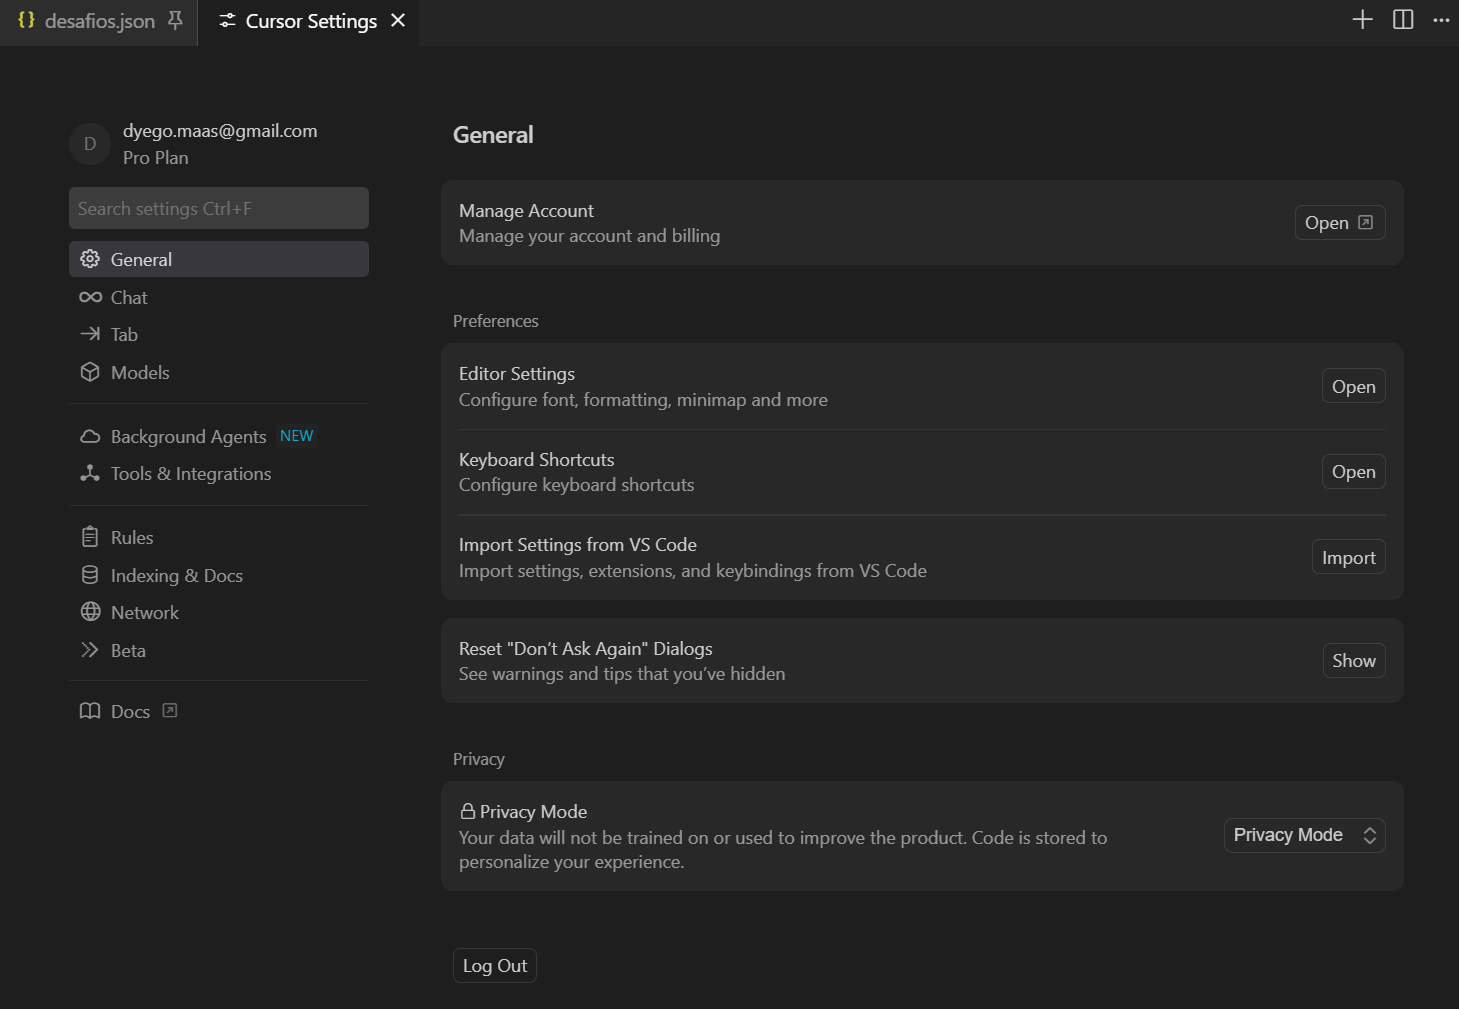 desafios.json
Cursor Settings
D
dyego.maas@gmail.com
Pro Plan
Search settings Ctrl+F
General
Chat
Tab
Models
Background Agents NEW
Tools & Integrations
Rules
Indexing & Docs
Network
Beta
Docs
General
Manage Account
Manage your account and billing
Open
Preferences
Editor Settings
Configure font, formatting, minimap and more
Open
Keyboard Shortcuts
Configure keyboard shortcuts
Open
Import Settings from VS Code
Import settings, extensions, and keybindings from VS Code
Import
Reset "Don’t Ask Again" Dialogs
See warnings and tips that you’ve hidden
Show
Privacy
Privacy Mode
Your data will not be trained on or used to improve the product. Code is stored to
personalize your experience.
Privacy Mode
Log Out